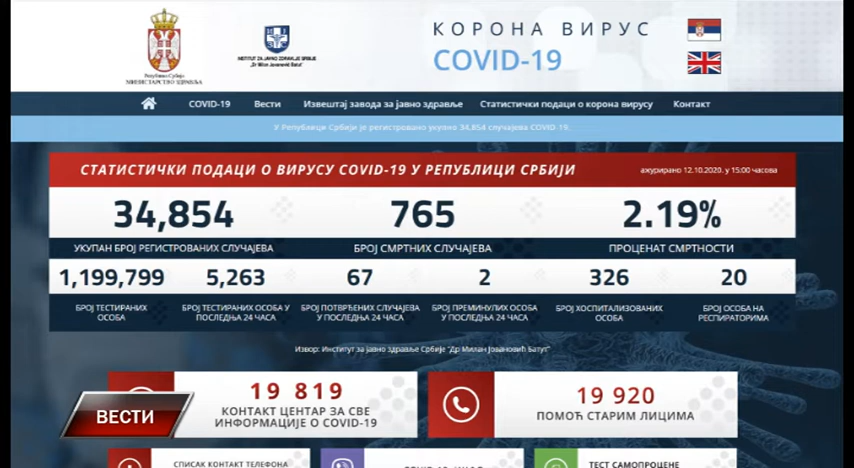 КОРОНА ВИРУС
COVID-19
Република Србија
МИНИСТАРСТВО ЗДРАВЉА
ИНСТИТУТ ЗА ЈАВНО ЗДРАВЉЕ СРБИЈЕ
„Др Милан Јовановић Батут“
COVID-19 Вести Извештај завода за јавно здравље Статистички подаци о корона вирусу Контакт
У Републици Србији је регистровано укупно 34,854 случајева COVID-19.
СТАТИСТИЧКИ ПОДАЦИ О ВИРУСУ COVID-19 У РЕПУБЛИЦИ СРБИЈИ
ажурирано 12.10.2020. у 15:00 часова
34,854 765 2.19%
УКУПАН БРОЈ РЕГИСТРОВАНИХ СЛУЧАЈЕВА БРОЈ СМРТНИХ СЛУЧАЈЕВА ПРОЦЕНАТ СМРТНОСТИ
1,199,799 5,263 67 2 326 20
БРОЈ ТЕСТИРАНИХ ОСОБА
БРОЈ ТЕСТИРАНИХ ОСОБА У ПОСЛЕДЊА 24 ЧАСА
БРОЈ ПОТВРЂЕНИХ СЛУЧАЈЕВА У ПОСЛЕДЊА 24 ЧАСА
БРОЈ ПРЕМИНУЛИХ ОСОБА У ПОСЛЕДЊА 24 ЧАСА
БРОЈ ХОСПИТАЛИЗОВАНИХ ОСОБА
БРОЈ ОСОБА НА РЕСПИРАТОРИМА
Извор: Институт за јавно здравље Србије "Др Милан Јовановић Батут"
19 819
КОНТАКТ ЦЕНТАР ЗА СВЕ
ИНФОРМАЦИЈЕ О COVID-19
19 920
ПОМОЋ СТАРИМ ЛИЦИМА
ВЕСТИ
СПИСАК КОНТАКТ ТЕЛЕФОНА
ТЕСТ САМОПРОЦЕНЕ